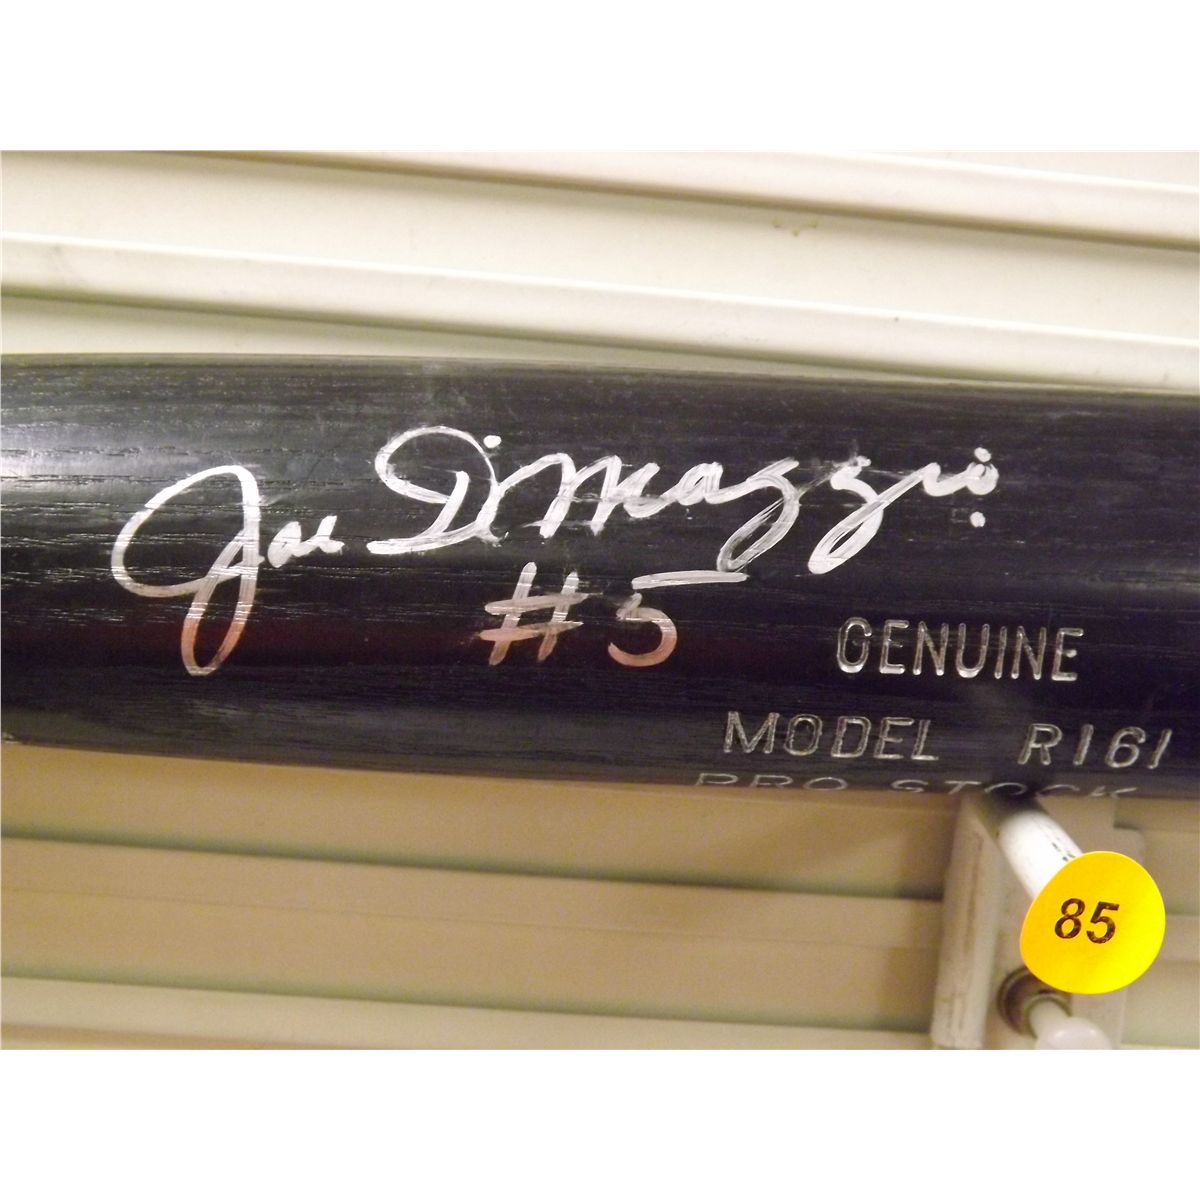 Joe DiMaggio
#5
GENUINE
MODEL R161
PRO STOCK
85